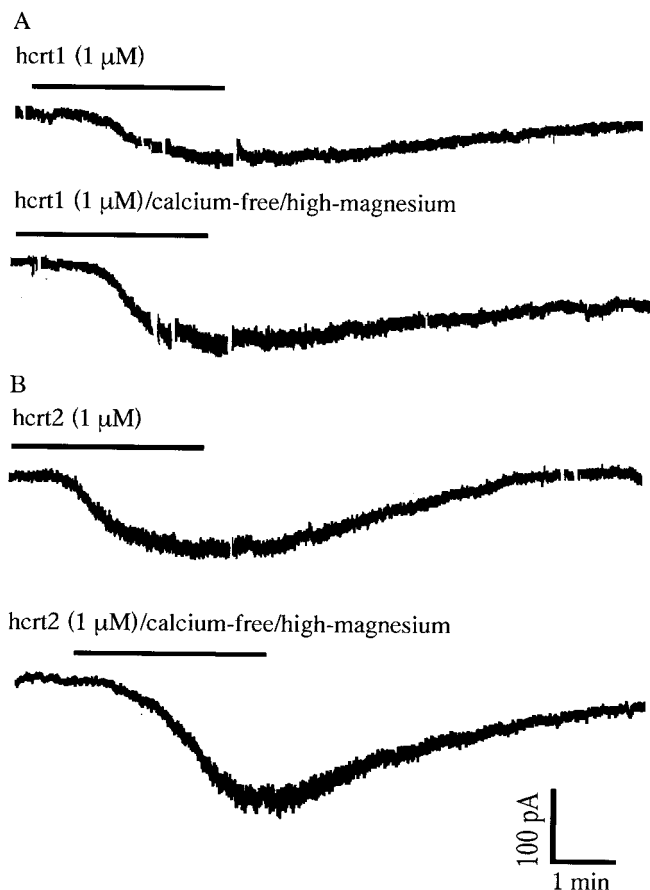 A
hcrt1 (1 μM)
hcrt1 (1 μM)/calcium-free/high-magnesium
B
hcrt2 (1 μM)
hcrt2 (1 μM)/calcium-free/high-magnesium
100 pA
1 min